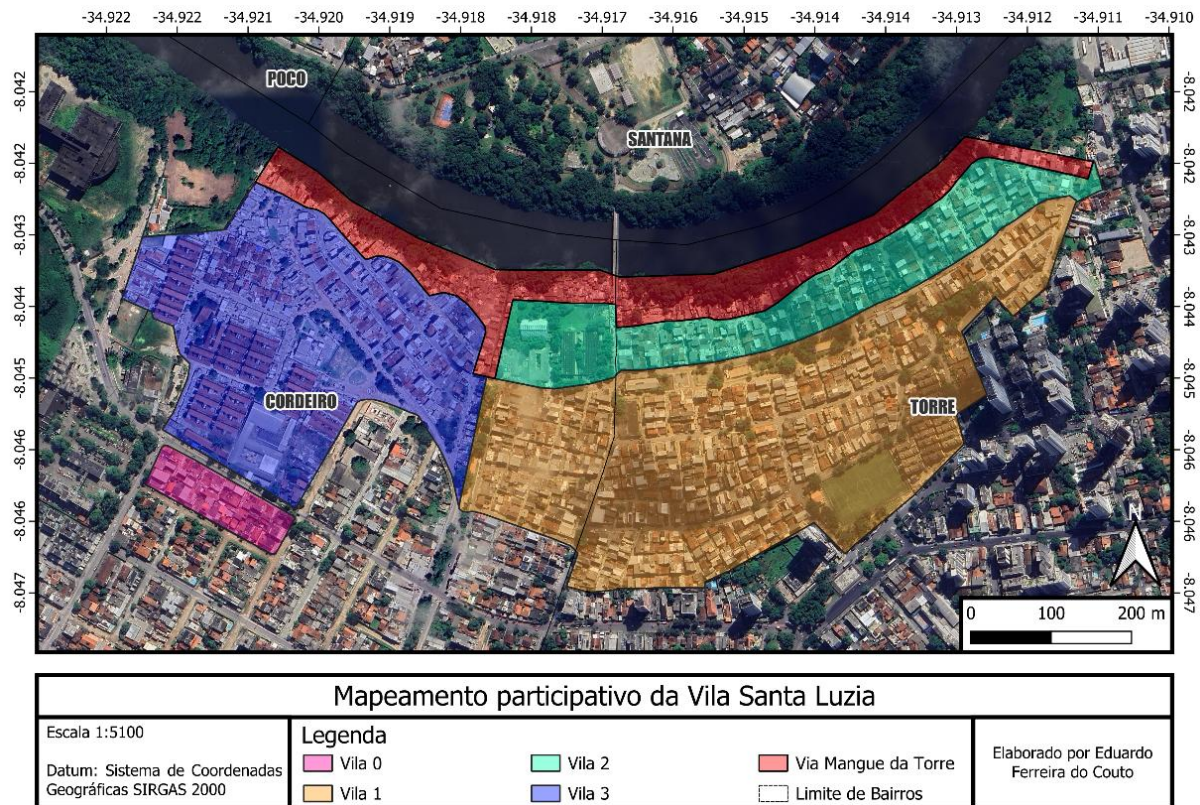 -34.922 -34.921 -34.920 -34.919 -34.918 -34.918 -34.917 -34.916 -34.915 -34.914 -34.914 -34.913 -34.912 -34.911 -34.910
-8.042 -8.042 -8.043 -8.044 -8.045 -8.046 -8.046 -8.047
POCO
SANTANA
CORDEIRO
TORRE
-8.042 -8.042 -8.043 -8.044 -8.045 -8.046 -8.046 -8.047
N
0 100 200 m
Mapeamento participativo da Vila Santa Luzia
Escala 1:5100
Datum: Sistema de Coordenadas
Geográficas SIRGAS 2000
Legenda
Vila 0
Vila 2
Via Mangue da Torre
Vila 1
Vila 3
Limite de Bairros
Elaborado por Eduardo
Ferreira do Couto